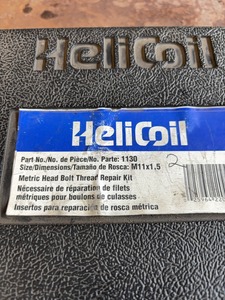 HeliCoil
HeliCoil
Part No./No. de Pièce/No. Parte: 1130
Size/Dimensions/Tamaño de Rosca: M11x1.5
2
Metric Head Bolt Thread Repair Kit
Nécessaire de réparation de filets
métriques pour boulons de culasses
Insertos para reparación de rosca métrica